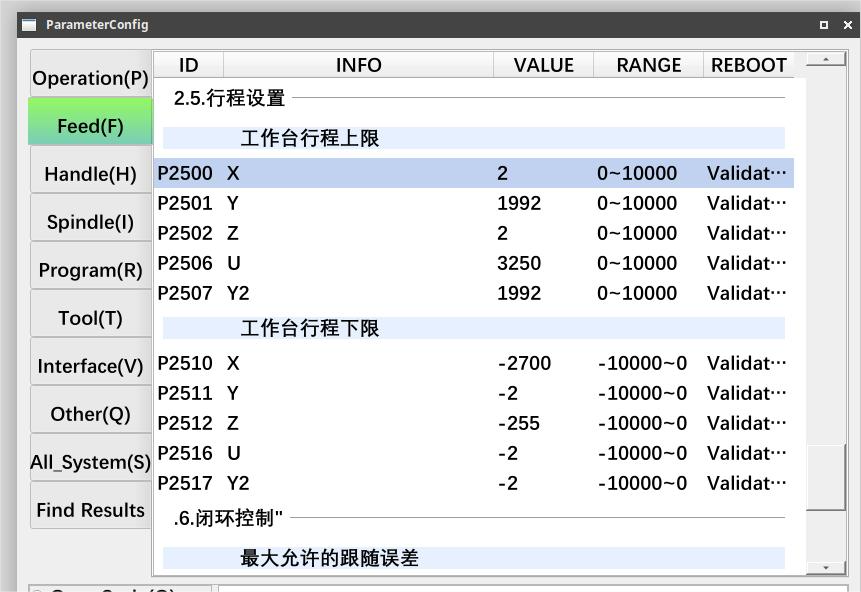 ParameterConfig
ID INFO VALUE RANGE REBOOT
Operation(P)
Feed(F)
Handle(H)
Spindle(I)
Program(R)
Tool(T)
Interface(V)
Other(Q)
All_System(S)
Find Results
2.5.行程设置
工作台行程上限
P2500 X 2 0~10000 Validat···
P2501 Y 1992 0~10000 Validat···
P2502 Z 2 0~10000 Validat···
P2506 U 3250 0~10000 Validat···
P2507 Y2 1992 0~10000 Validat···
工作台行程下限
P2510 X -2700 -10000~0 Validat···
P2511 Y -2 -10000~0 Validat···
P2512 Z -255 -10000~0 Validat···
P2516 U -2 -10000~0 Validat···
P2517 Y2 -2 -10000~0 Validat···
.6.闭环控制"
最大允许的跟随误差